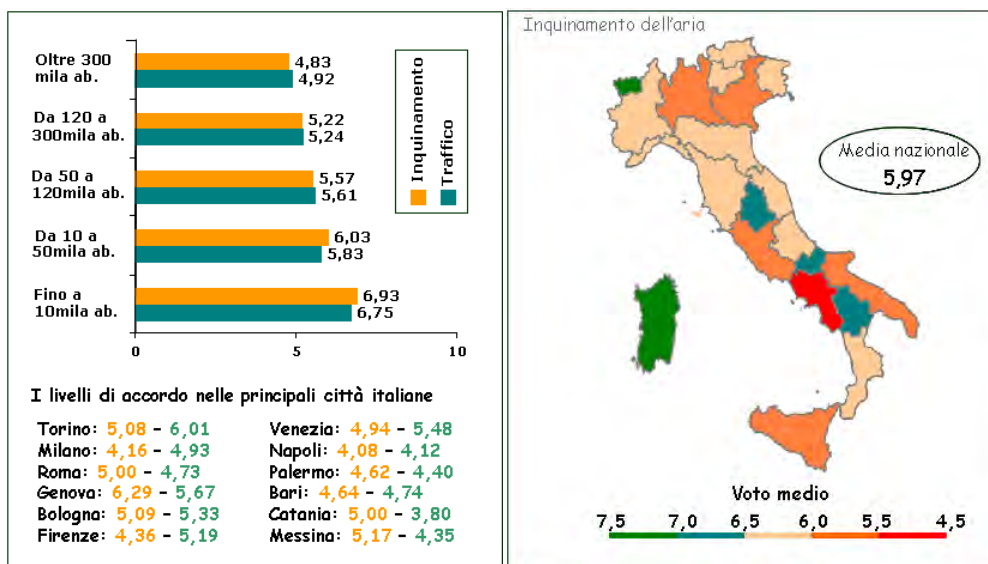 Oltre 300
mila ab.
4,83
4,92
Da 120 a
300mila ab.
5,22
5,24
Da 50 a
120mila ab.
5,57
5,61
Da 10 a
50mila ab.
6,03
5,83
Fino a
10mila ab.
6,93
6,75
0 5 10
Inquinamento
Traffico
I livelli di accordo nelle principali città italiane
Torino: 5,08 – 6,01
Milano: 4,16 – 4,93
Roma: 5,00 – 4,73
Genova: 6,29 – 5,67
Bologna: 5,09 – 5,33
Firenze: 4,36 – 5,19
Venezia: 4,94 – 5,48
Napoli: 4,08 – 4,12
Palermo: 4,62 – 4,40
Bari: 4,64 – 4,74
Catania: 5,00 – 3,80
Messina: 5,17 – 4,35
Inquinamento dell'aria
Media nazionale
5,97
Voto medio
7,5 7,0 6,5 6,0 5,5 4,5